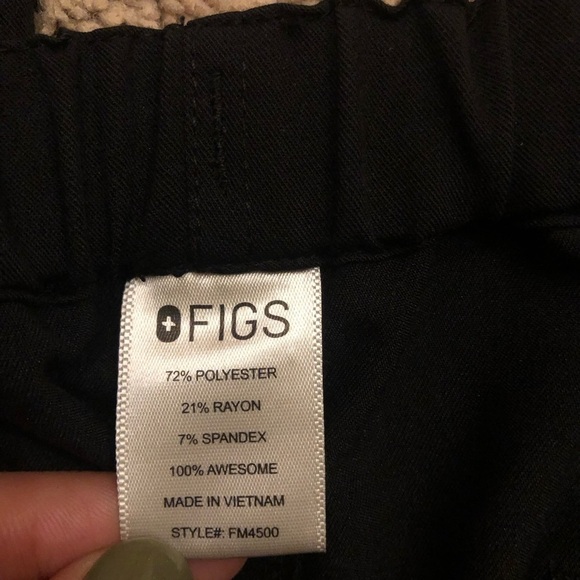 FIGS
72% POLYESTER
21% RAYON
7% SPANDEX
100% AWESOME
MADE IN VIETNAM
STYLE#: FM4500